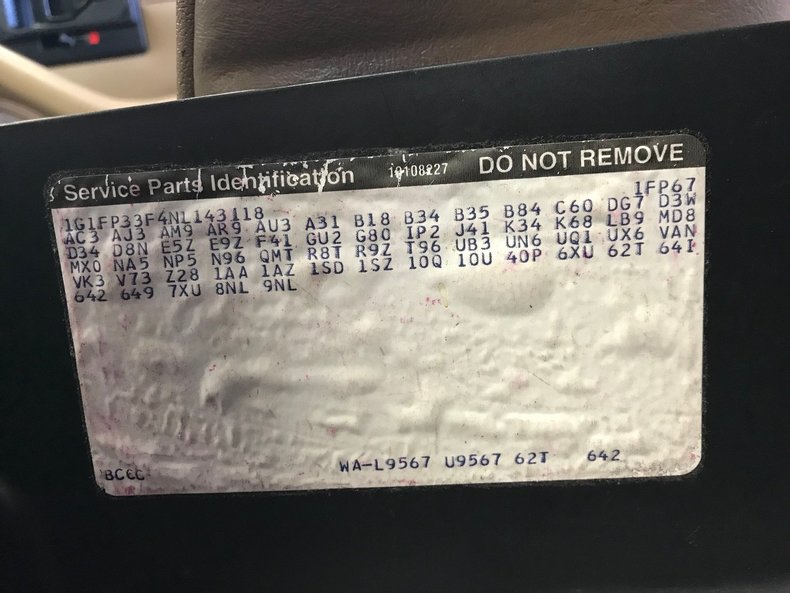 Service Parts Identification 10108227 DO NOT REMOVE
1G1FP33F4NL143118 1FP67
AC3 AJ3 AM9 AR9 AU3 A31 B18 B34 B35 B84 C60 DG7 D3W
D34 D8N E5Z E9Z F41 GU2 G80 IP2 J41 K34 K68 LB9 MD8
MX0 NA5 NP5 N96 QMT R8T R9Z T96 UB3 UN6 UQ1 UX6 VAN
VK3 V73 Z28 1AA 1AZ 1SD 1SZ 10Q 10U 40P 6XU 62T 64I
642 649 7XU 8NL 9NL
BCCC WA-L9567 U9567 62T 642